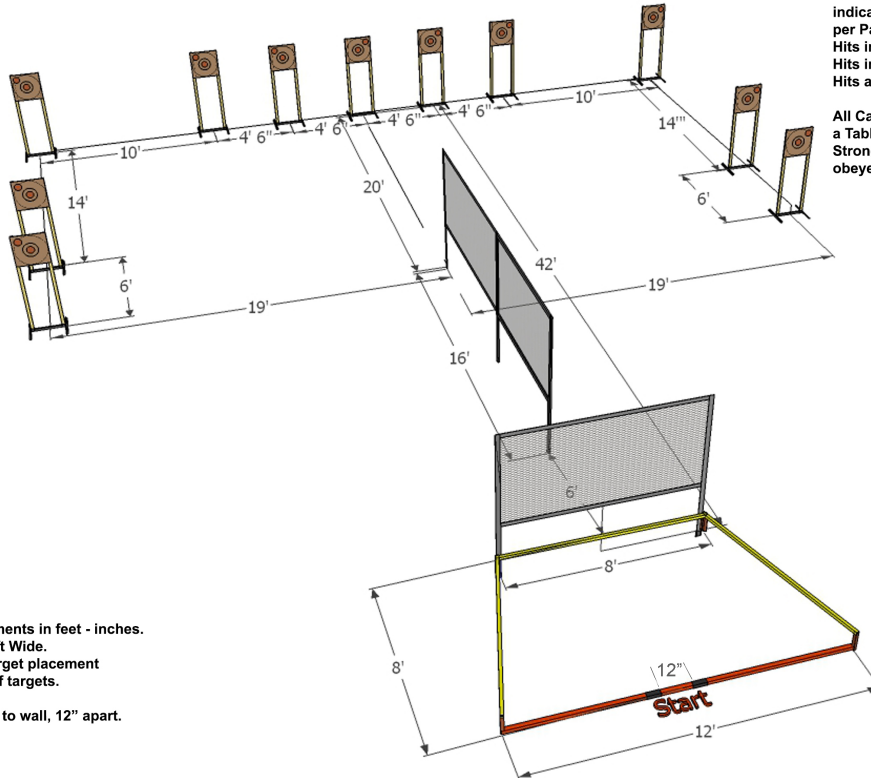 indica
per Pa
Hits in
Hits in
Hits a
All Ca
a Tabl
Stron
obeye
10'
4' 6"
4' 6"
4' 6"
4' 6"
10'
14'
6'
20'
19'
42'
14'"
6'
19'
16'
6'
8'
8'
12"
Start
12'
nents in feet - inches.
t Wide.
rget placement
f targets.
to wall, 12” apart.